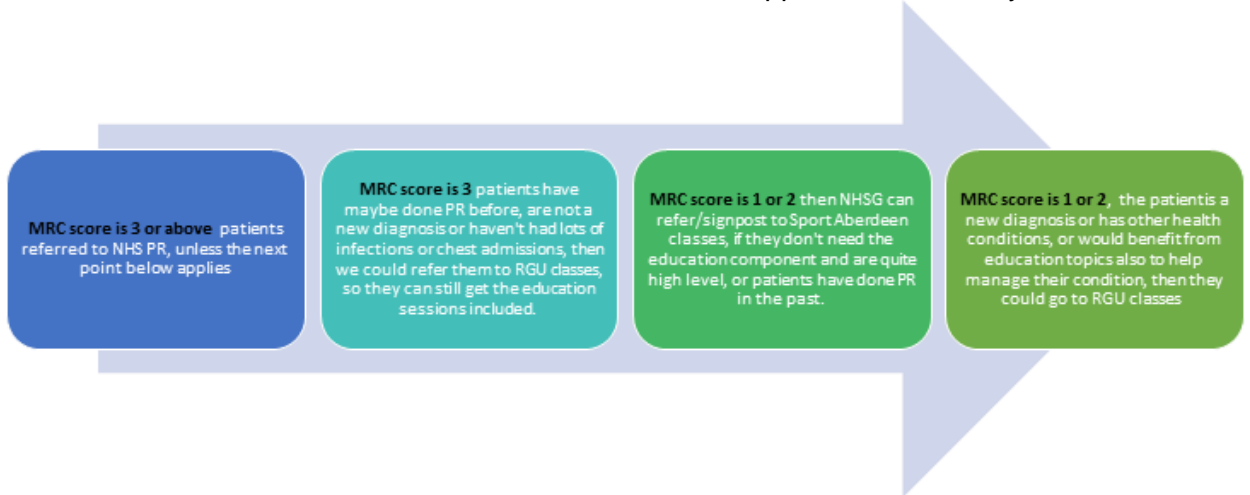 MRC score is 3 or above patients
referred to NHS PR, unless the next
point below applies
MRC score is 3 patients have
maybe done PR before, are not a
new diagnosis or haven't had lots of
infections or chest admissions, then
we could refer them to RGU classes,
so they can still get the education
sessions included.
MRC score is 1 or 2 then NHSG can
refer/signpost to Sport Aberdeen
classes, if they don't need the
education component and are quite
high level, or patients have done PR
in the past.
MRC score is 1 or 2, the patientis a
new diagnosis or has other health
conditions, or would benefit from
education topics also to help
manage their condition, then they
could go to RGU classes